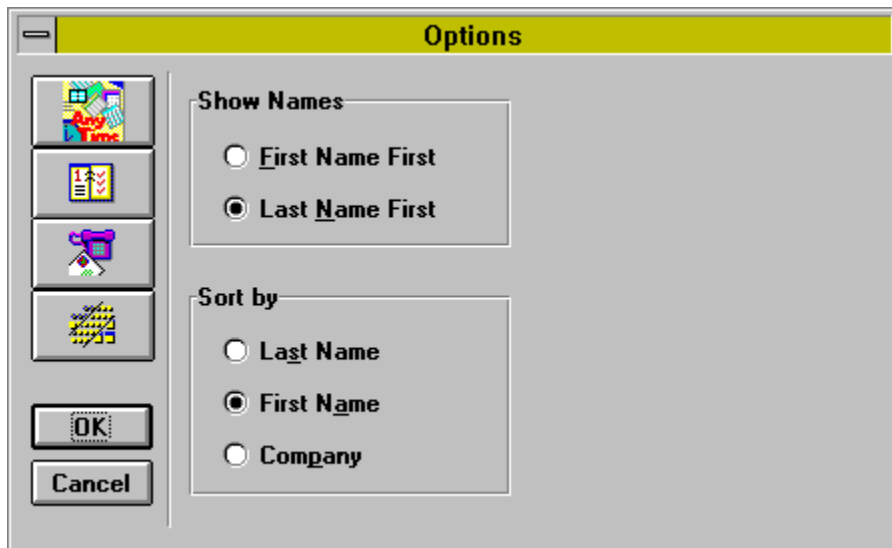 Options
Any
Time
Show Names
First Name First
Last Name First
Sort by
Last Name
First Name
Company
OK
Cancel